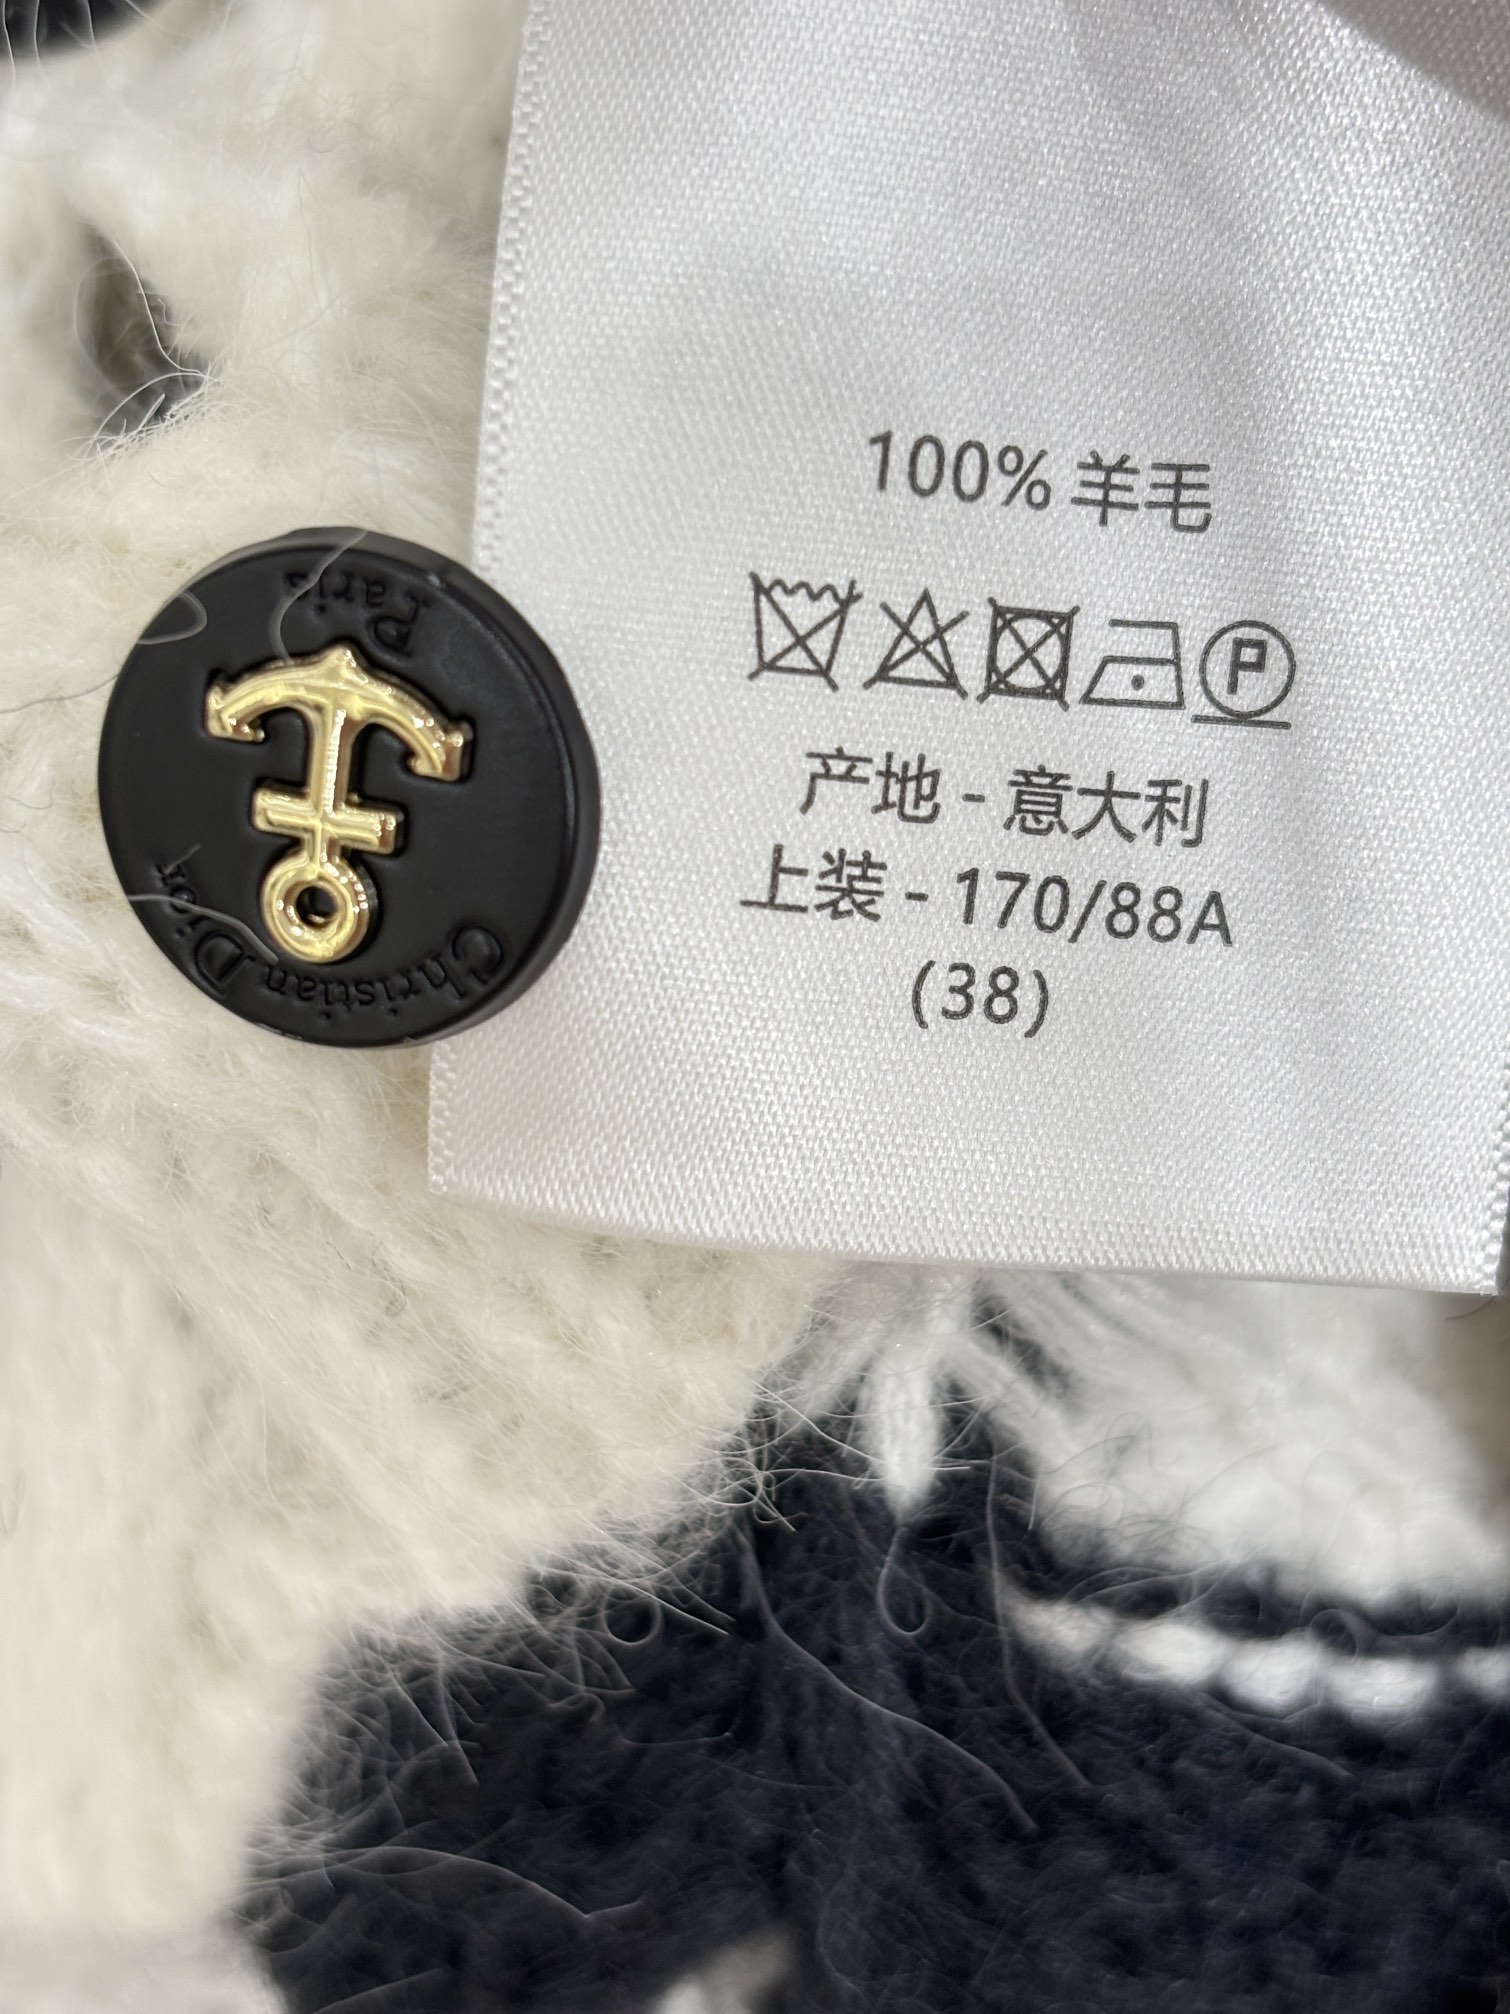 Paris
Christian Dior
100% 羊毛
P
产地 - 意大利
上装 - 170/88A
(38)